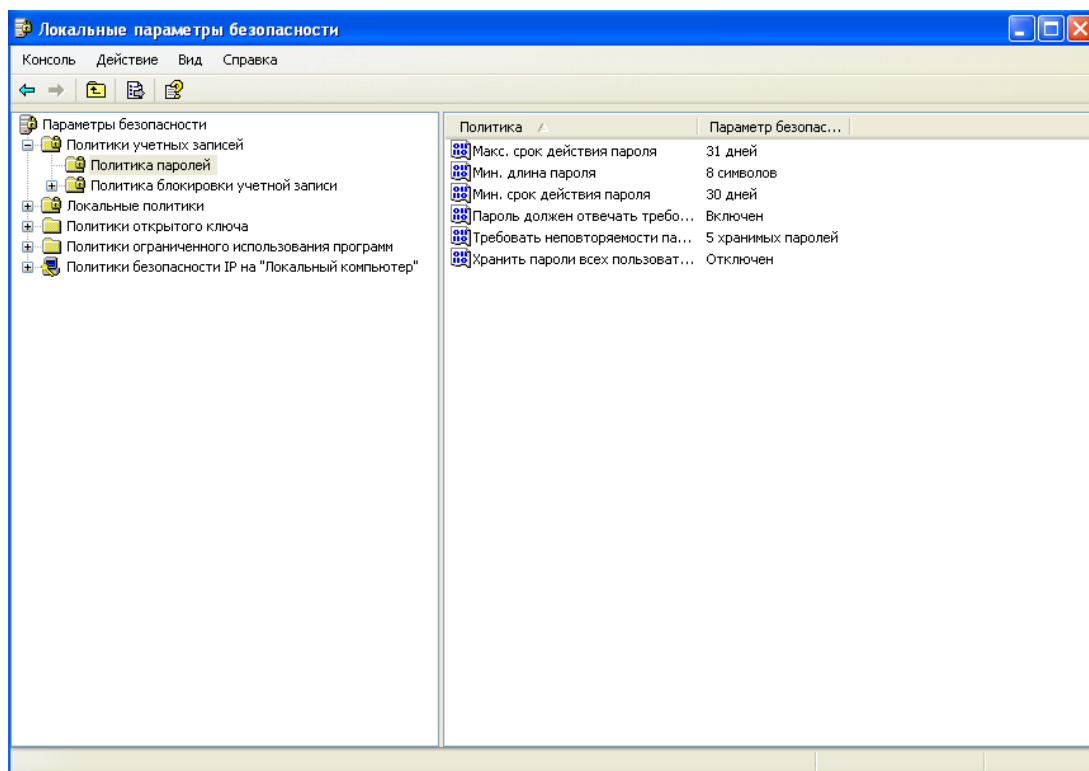 Локальные параметры безопасности
Консоль Действие Вид Справка
Параметры безопасности
Политики учетных записей
Политика паролей
Политика блокировки учетной записи
Локальные политики
Политики открытого ключа
Политики ограниченного использования программ
Политики безопасности IP на "Локальный компьютер"
Политика Параметр безопас...
Макс. срок действия пароля 31 дней
Мин. длина пароля 8 символов
Мин. срок действия пароля 30 дней
Пароль должен отвечать требо... Включен
Требовать неповторяемости па... 5 хранимых паролей
Хранить пароли всех пользоват... Отключен